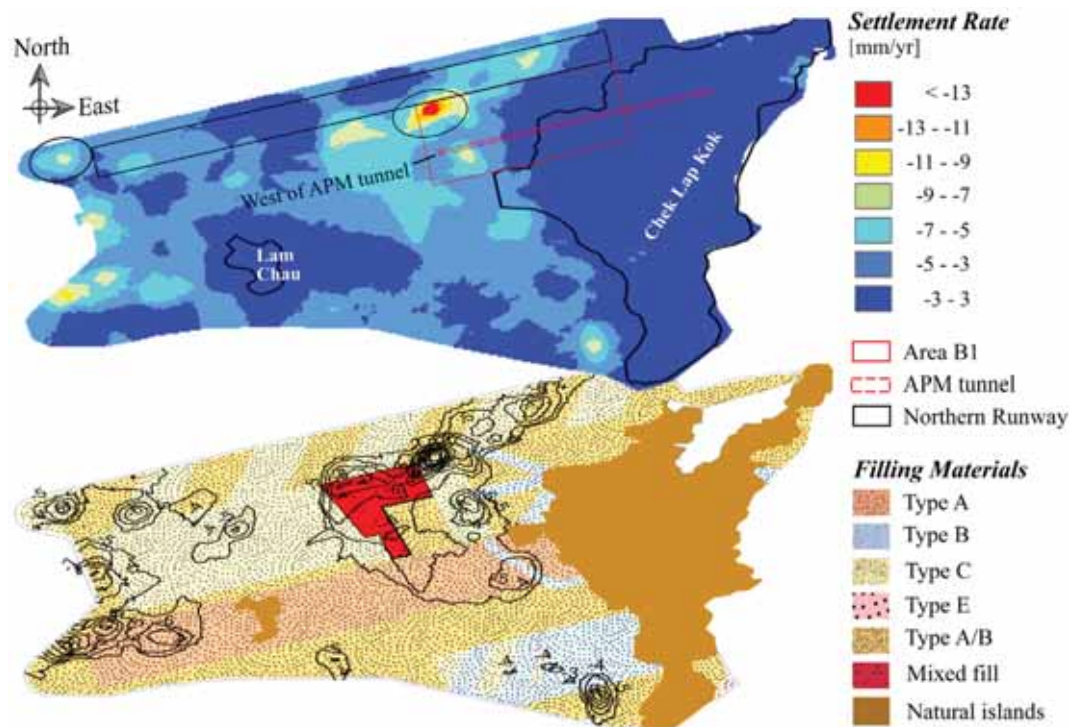 North
East
West of APM tunnel
Lam
Chau
Chek Lap Kok
Settlement Rate
[mm/yr]
< -13
-13 - -11
-11 - -9
-9 - -7
-7 - -5
-5 - -3
-3 - 3
Area B1
APM tunnel
Northern Runway
Filling Materials
Type A
Type B
Type C
Type E
Type A/B
Mixed fill
Natural islands